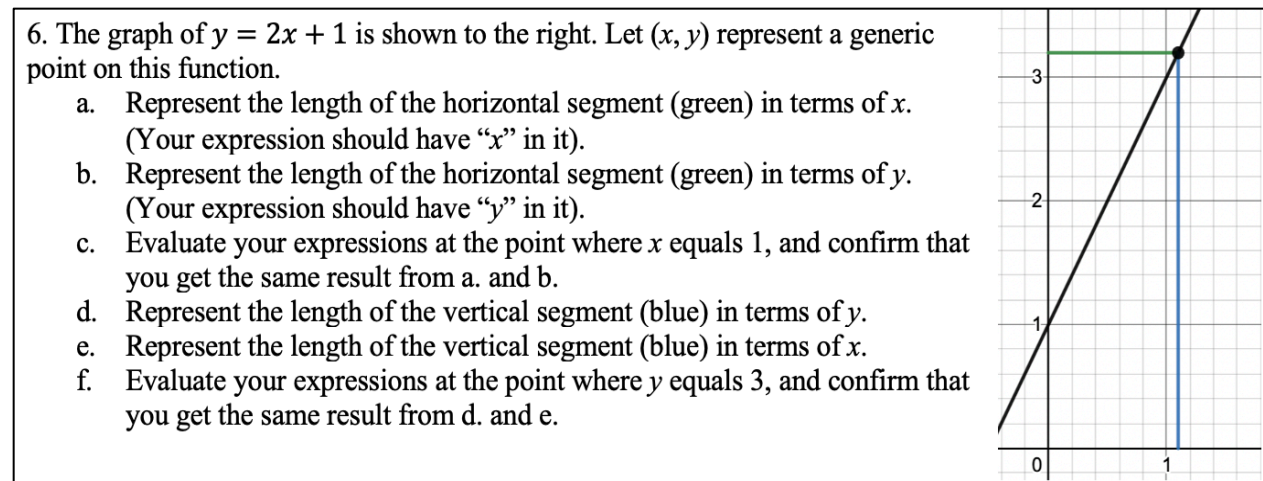 6. The graph of y = 2x + 1 is shown to the right. Let (x, y) represent a generic
point on this function.
a. Represent the length of the horizontal segment (green) in terms of x.
(Your expression should have “x” in it).
b. Represent the length of the horizontal segment (green) in terms of y.
(Your expression should have “y” in it).
c. Evaluate your expressions at the point where x equals 1, and confirm that
you get the same result from a. and b.
d. Represent the length of the vertical segment (blue) in terms of y.
e. Represent the length of the vertical segment (blue) in terms of x.
f. Evaluate your expressions at the point where y equals 3, and confirm that
you get the same result from d. and e.
3
2
1
0 1